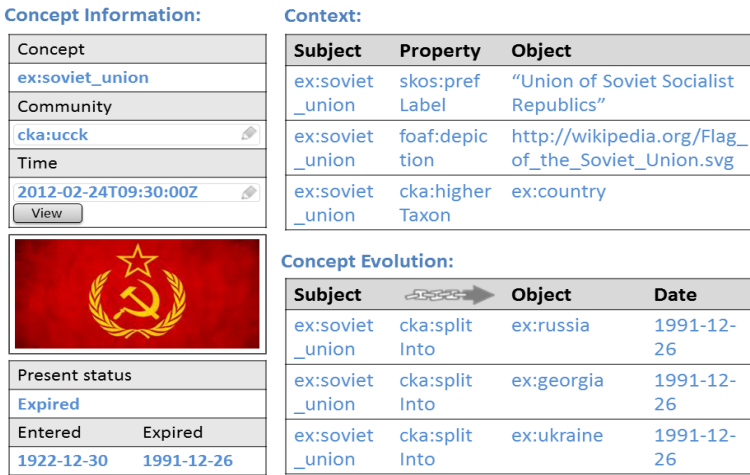 Concept Information:
Concept
ex:soviet_union
Community
cka:ucck
Time
2012-02-24T09:30:00Z
View
Present status
Expired
Entered Expired
1922-12-30 1991-12-26
Context:
Subject Property Object
ex:soviet skos:pref “Union of Soviet Socialist
_union Label Republics”
ex:soviet foaf:depic http://wikipedia.org/Flag_
_union tion of_the_Soviet_Union.svg
ex:soviet cka:higher ex:country
_union Taxon
Concept Evolution:
Subject Object Date
ex:soviet cka:split ex:russia 1991-12-
_union Into 26
ex:soviet cka:split ex:georgia 1991-12-
_union Into 26
ex:soviet cka:split ex:ukraine 1991-12-
_union Into 26